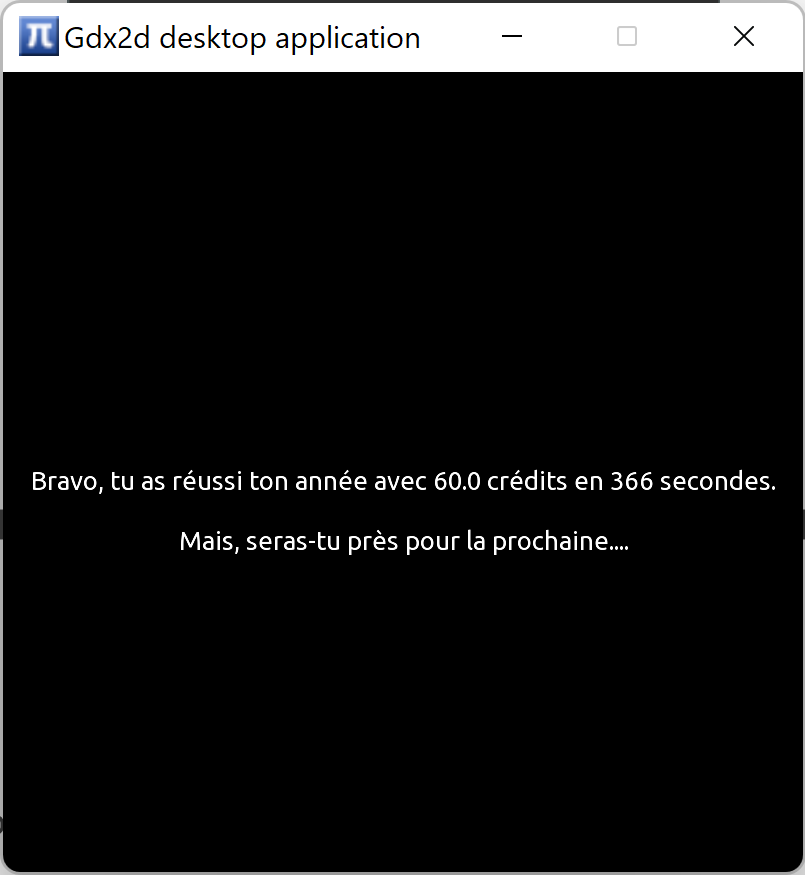 Gdx2d desktop application
Bravo, tu as réussi ton année avec 60.0 crédits en 366 secondes.
Mais, seras-tu près pour la prochaine....